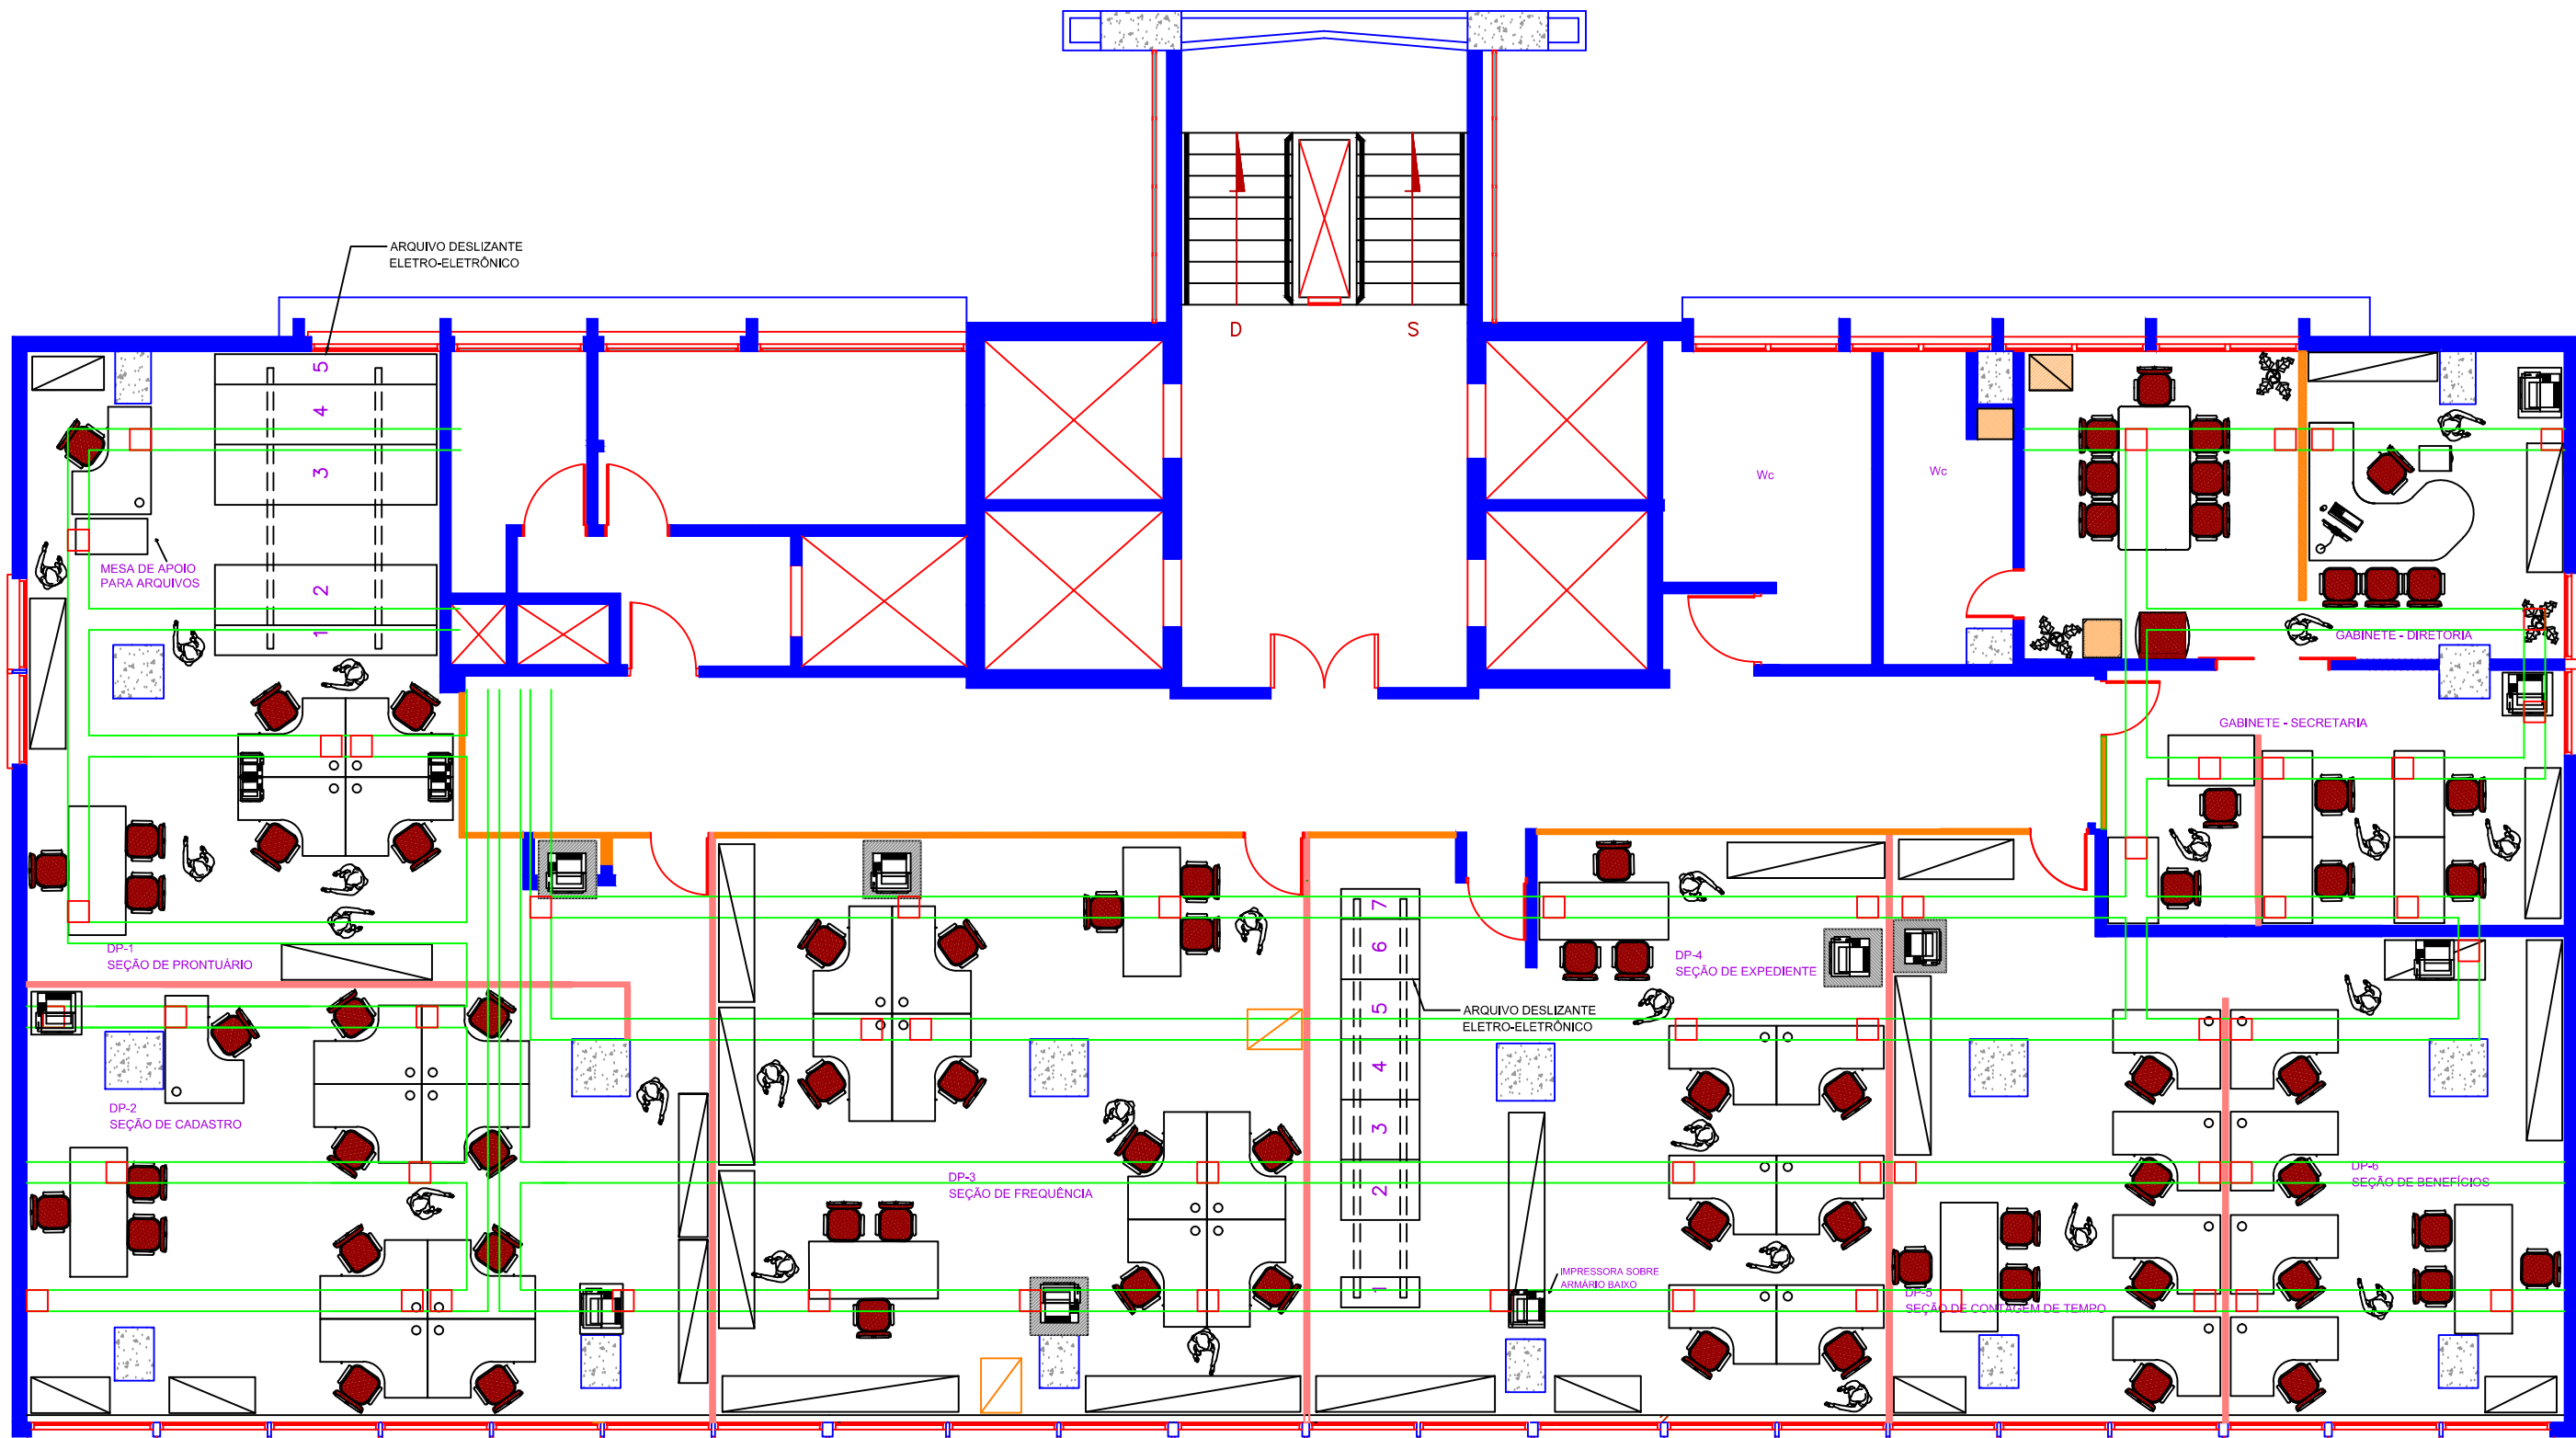 D
S
ARQUIVO DESLIZANTE
ELETRO-ELETRÔNICO
5
4
3
2
1
MESA DE APOIO
PARA ARQUIVOS
Wc
Wc
GABINETE - DIRETORIA
GABINETE - SECRETARIA
DP-1
SEÇÃO DE PRONTUÁRIO
DP-2
SEÇÃO DE CADASTRO
DP-3
SEÇÃO DE FREQUÊNCIA
7
6
5
4
3
2
1
ARQUIVO DESLIZANTE
ELETRO-ELETRÔNICO
DP-4
SEÇÃO DE EXPEDIENTE
IMPRESSORA SOBRE
ARMÁRIO BAIXO
DP-5
SEÇÃO DE CONTAGEM DE TEMPO
DP-6
SEÇÃO DE BENEFÍCIOS